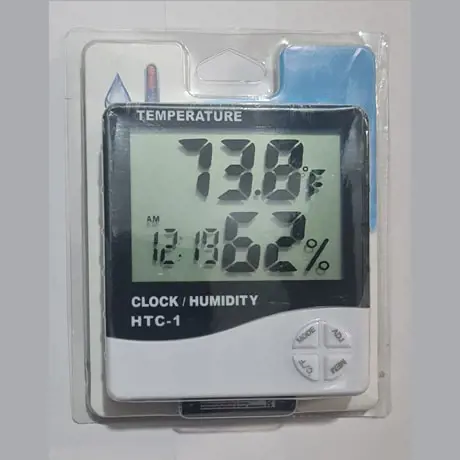 TEMPERATURE
73.8°F
AM
12:19 62%
CLOCK / HUMIDITY
HTC-1
MODE ADJ
C/F MEM